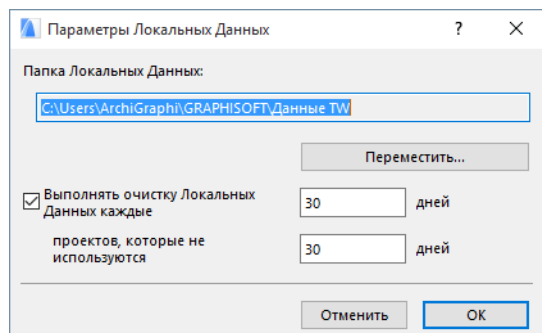 Параметры Локальных Данных
?
Папка Локальных Данных:
C:\Users\ArchiGraphi\GRAPHISOFT\Данные TW
Переместить...
Выполнять очистку Локальных
Данных каждые
30
дней
проектов, которые не
используются
30
дней
Отменить
OK